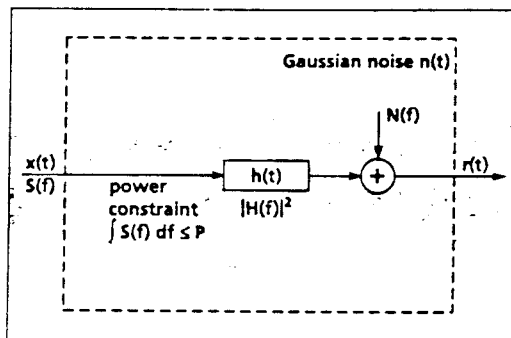 Gaussian noise n(t)
N(f)
x(t)
S(f)
h(t)
+
r(t)
power
constraint
∫ S(f) df ≤ P
|H(f)|²